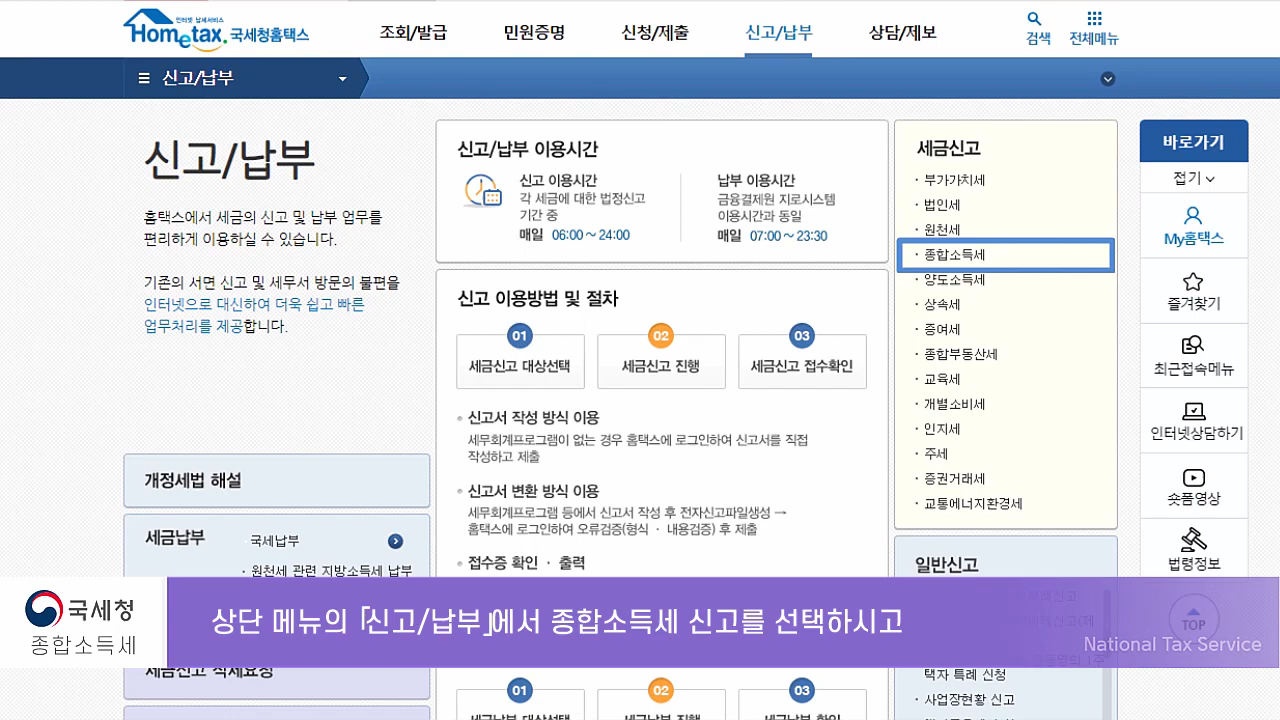 인터넷 납세서비스
Hometax. 국세청홈택스
조회/발급
민원증명
신청/제출
신고/납부
상담/제보
검색
전체메뉴
신고/납부
신고/납부
홈택스에서 세금의 신고 및 납부 업무를
편리하게 이용하실 수 있습니다.
기존의 서면 신고 및 세무서 방문의 불편을
인터넷으로 대신하여 더욱 쉽고 빠른
업무처리를 제공합니다.
개정세법 해설
세금납부
· 국세납부
· 원천세 관련 지방소득세 납부
신고/납부 이용시간
신고 이용시간
각 세금에 대한 법정신고
기간 중
매일 06:00 ~ 24:00
납부 이용시간
금융결제원 지로시스템
이용시간과 동일
매일 07:00 ~ 23:30
신고 이용방법 및 절차
01
세금신고 대상선택
02
세금신고 진행
03
세금신고 접수확인
신고서 작성 방식 이용
세무회계프로그램이 없는 경우 홈택스에 로그인하여 신고서를 직접
작성하고 제출
신고서 변환 방식 이용
세무회계프로그램 등에서 신고서 작성 후 전자신고파일생성 →
홈택스에 로그인하여 오류검증(형식 · 내용검증) 후 제출
접수증 확인 · 출력
01
02
03
세금신고
· 부가가치세
· 법인세
· 원천세
· 종합소득세
· 양도소득세
· 상속세
· 증여세
· 종합부동산세
· 교육세
· 개별소비세
· 인지세
· 주세
· 증권거래세
· 교통에너지환경세
일반신고
택자 특례 신청
· 사업장현황 신고
바로가기
접기
My홈택스
즐겨찾기
최근접속메뉴
인터넷상담하기
숏폼영상
법령정보
TOP
국세청
종합소득세
상단 메뉴의 「신고/납부」에서 종합소득세 신고를 선택하시고
National Tax Service